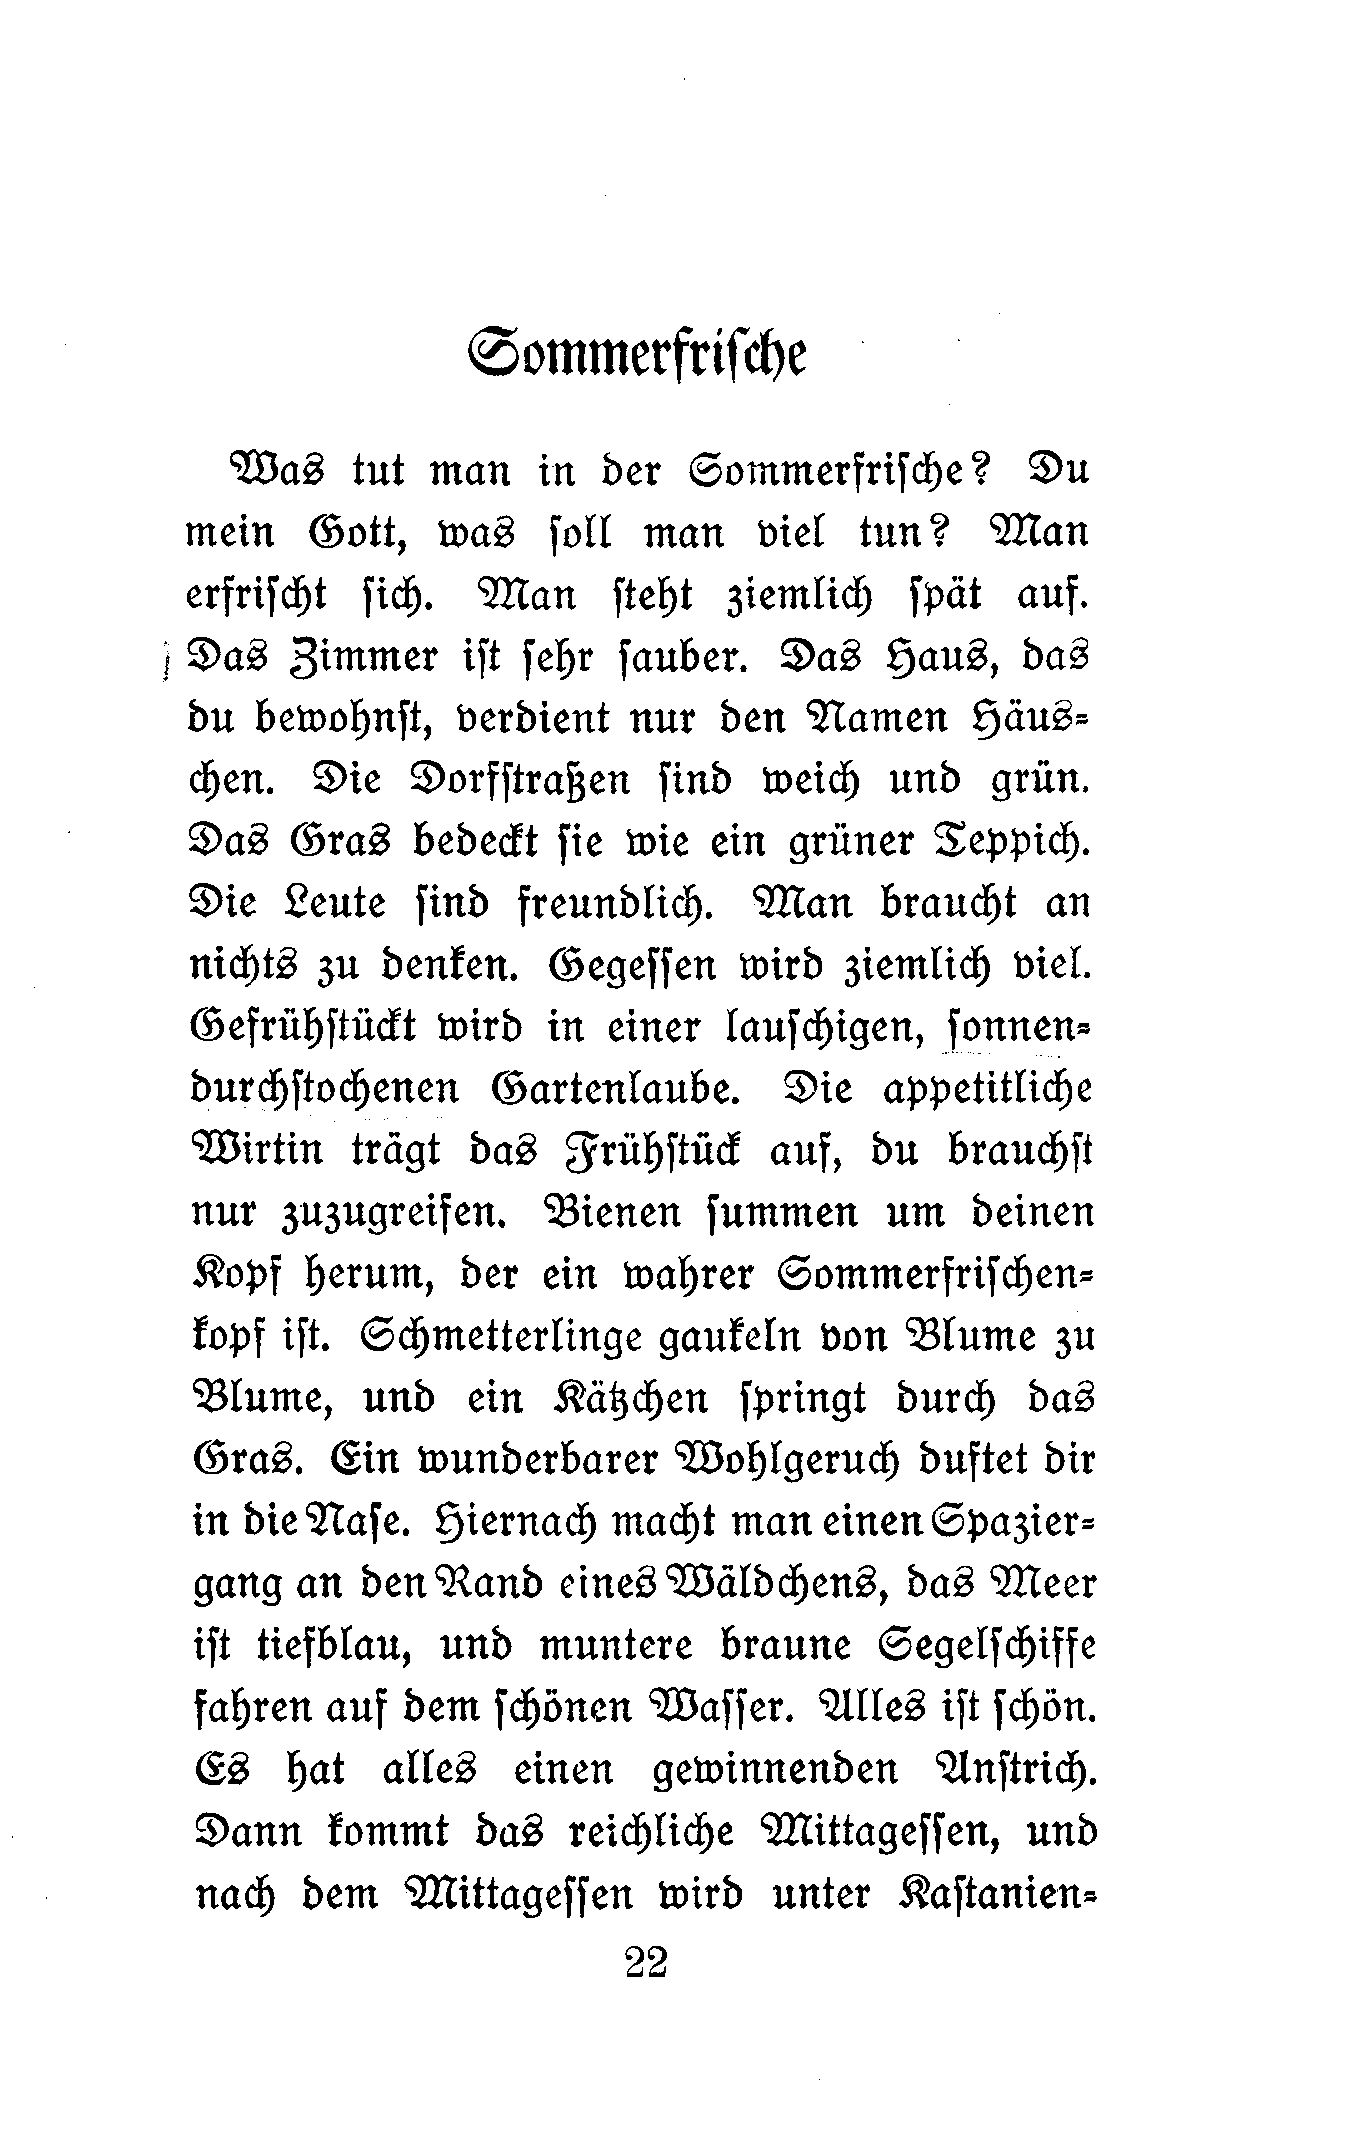 Sommerfrische
Was tut man in der Sommerfrische? Du
mein Gott, was soll man viel tun? Man
erfrischt sich. Man steht ziemlich spät auf.
Das Zimmer ist sehr sauber. Das Haus, das
du bewohnst, verdient nur den Namen Häus-
chen. Die Dorfstraßen sind weich und grün.
Das Gras bedeckt sie wie ein grüner Teppich.
Die Leute sind freundlich. Man braucht an
nichts zu denken. Gegessen wird ziemlich viel.
Gefrühstückt wird in einer lauschigen, sonnen-
durchstochenen Gartenlaube. Die appetitliche
Wirtin trägt das Frühstück auf, du brauchst
nur zuzugreifen. Bienen summen um deinen
Kopf herum, der ein wahrer Sommerfrischen-
kopf ist. Schmetterlinge gaukeln von Blume zu
Blume, und ein Kätzchen springt durch das
Gras. Ein wunderbarer Wohlgeruch duftet dir
in die Nase. Hiernach macht man einen Spazier-
gang an den Rand eines Wäldchens, das Meer
ist tiefblau, und muntere braune Segelschiffe
fahren auf dem schönen Wasser. Alles ist schön.
Es hat alles einen gewinnenden Anstrich.
Dann kommt das reichliche Mittagessen, und
nach dem Mittagessen wird unter Kastanien-
22